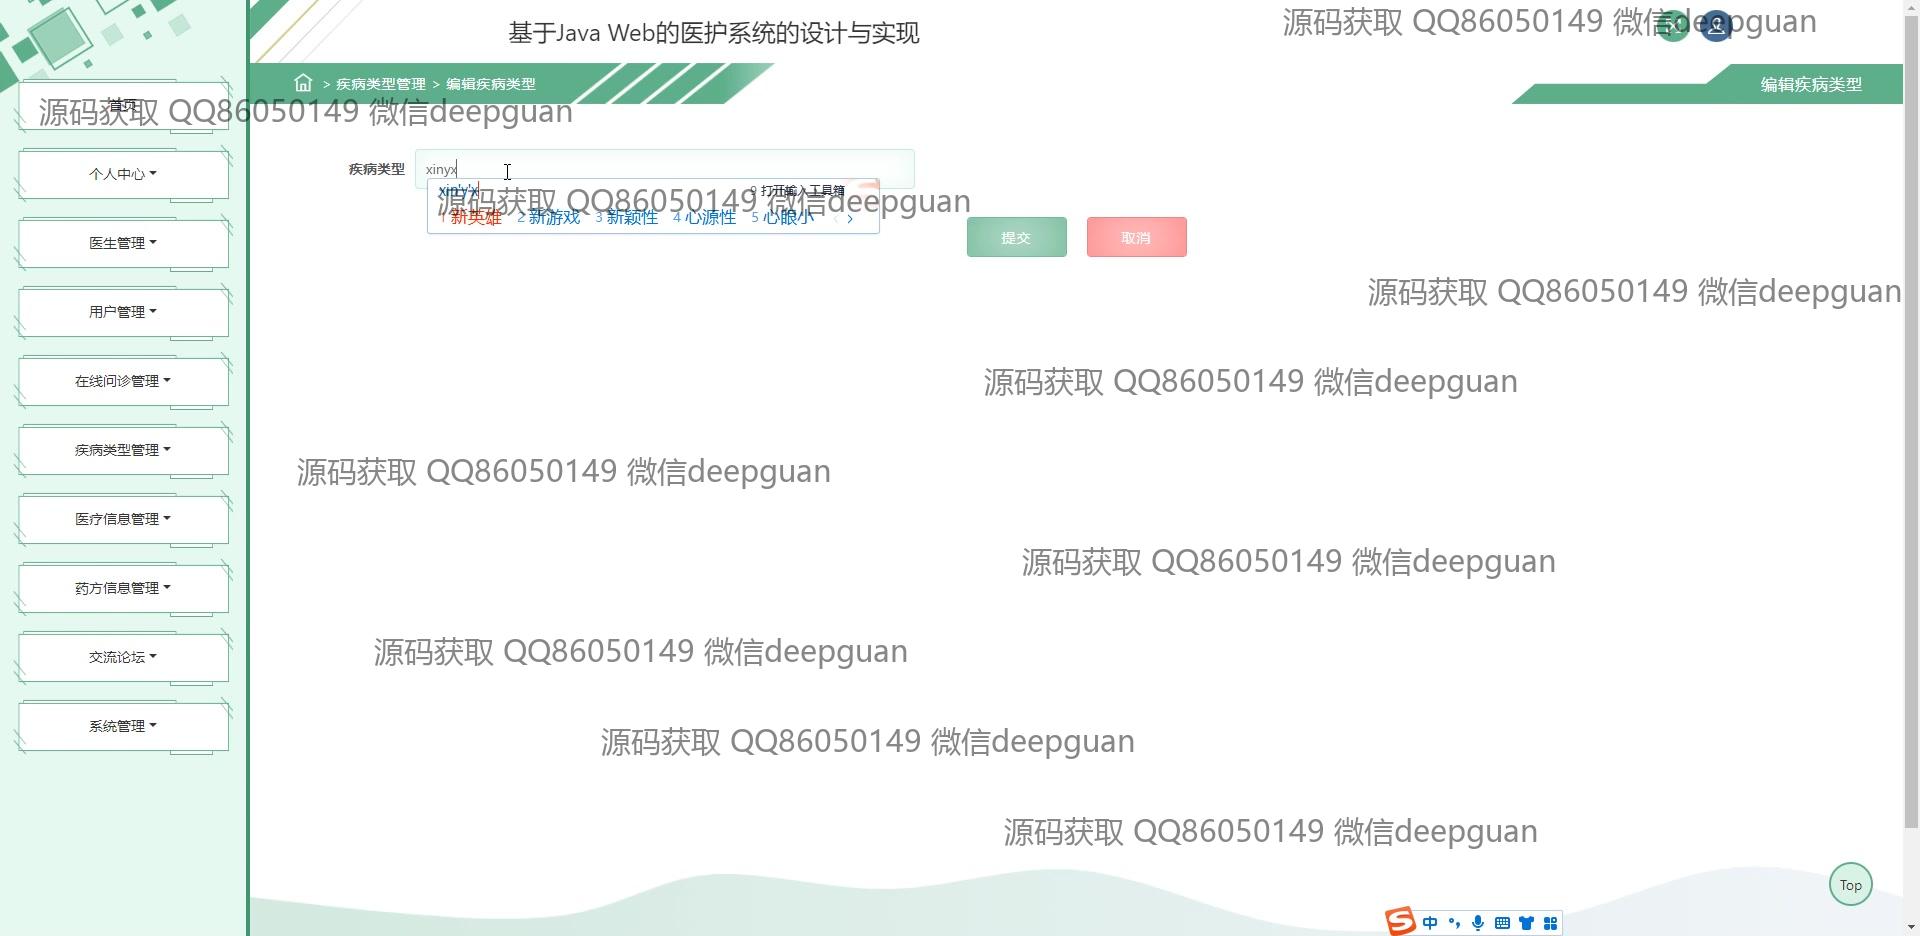 基于Java Web的医护系统的设计与实现
源码获取 QQ86050149 微信deepguan
> 疾病类型管理 > 编辑疾病类型
编辑疾病类型
首页
源码获取 QQ86050149 微信deepguan
个人中心
医生管理
用户管理
在线问诊管理
疾病类型管理
医疗信息管理
药方信息管理
交流论坛
系统管理
疾病类型
xinyx
xin'y'x
9 打开输入工具箱
源码获取 QQ86050149 微信deepguan
1 新英雄 2 新游戏 3 新颖性 4 心源性 5 心眼小
提交
取消
源码获取 QQ86050149 微信deepguan
源码获取 QQ86050149 微信deepguan
源码获取 QQ86050149 微信deepguan
源码获取 QQ86050149 微信deepguan
源码获取 QQ86050149 微信deepguan
源码获取 QQ86050149 微信deepguan
源码获取 QQ86050149 微信deepguan
Top
S 中